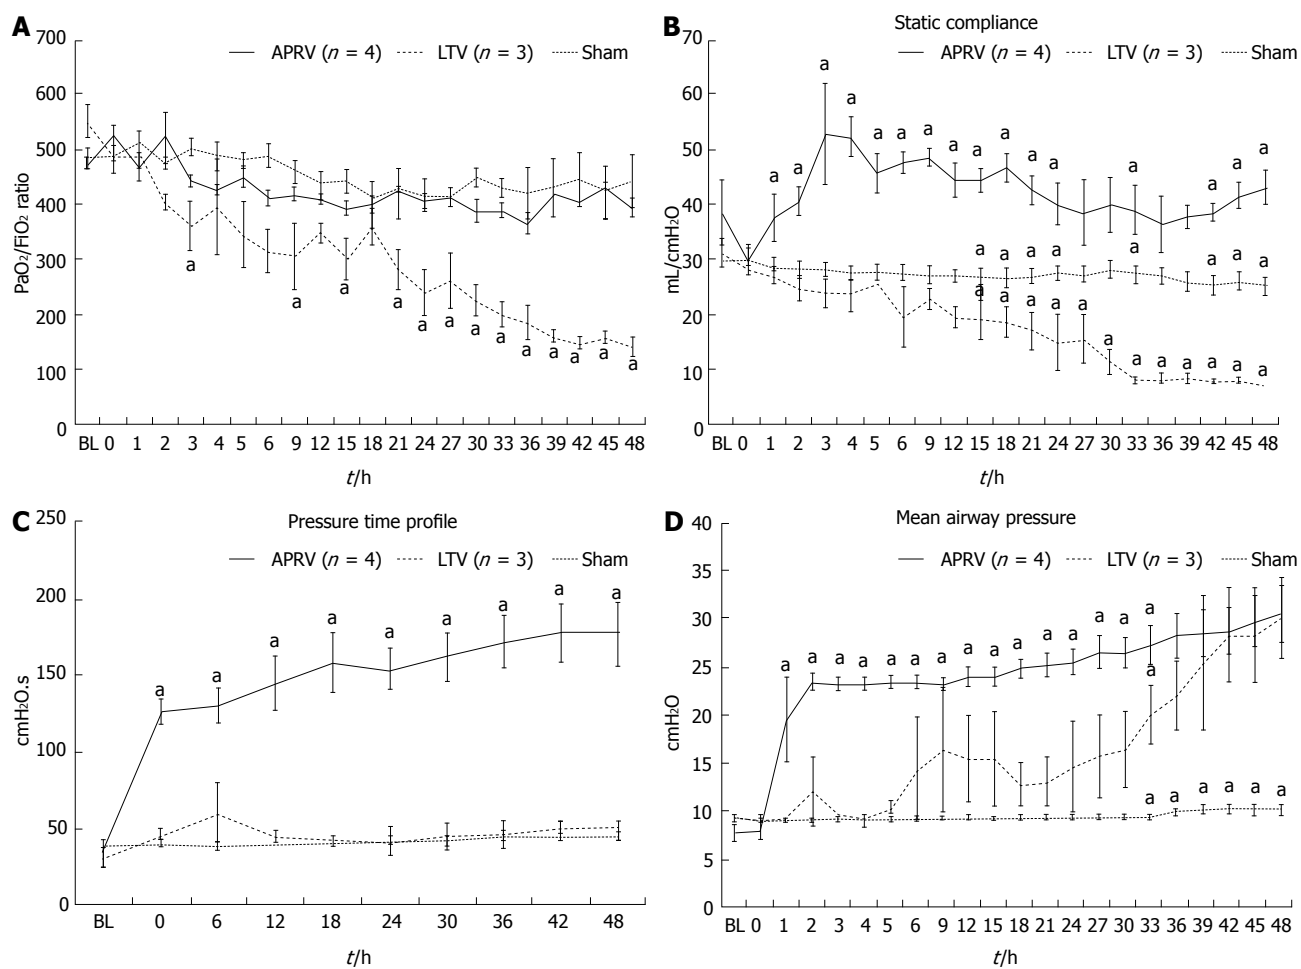 A
700
600
500
400
300
200
100
0
PaO₂/FiO₂ ratio
APRV (n = 4) LTV (n = 3) Sham
a a a a a a a a a a a a a
BL 0 1 2 3 4 5 6 9 12 15 18 21 24 27 30 33 36 39 42 45 48
t/h
B
Static compliance
70
60
50
40
30
20
10
0
mL/cmH₂O
APRV (n = 4) LTV (n = 3) Sham
a a a a a a a a a a a a a a a a
a a a a a a a a
a a a a a a a a a a a a
BL 0 1 2 3 4 5 6 9 12 15 18 21 24 27 30 33 36 39 42 45 48
t/h
C
Pressure time profile
250
200
150
100
50
0
cmH₂O.s
APRV (n = 4) LTV (n = 3) Sham
a a a a a a a a a
BL 0 6 12 18 24 30 36 42 48
t/h
D
Mean airway pressure
40
35
30
25
20
15
10
5
0
cmH₂O
APRV (n = 4) LTV (n = 3) Sham
a a a a a a a a a a a a a a a
a
a a a a a a
BL 0 1 2 3 4 5 6 9 12 15 18 21 24 27 30 33 36 39 42 45 48
t/h